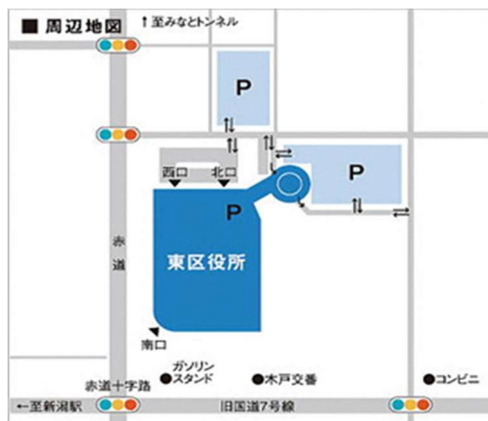 ■ 周辺地図
↑至みなとトンネル
P
西口
北口
P
P
赤道
東区役所
南口
ガソリン
スタンド
木戸交番
コンビニ
赤道十字路
←至新潟駅
旧国道7号線